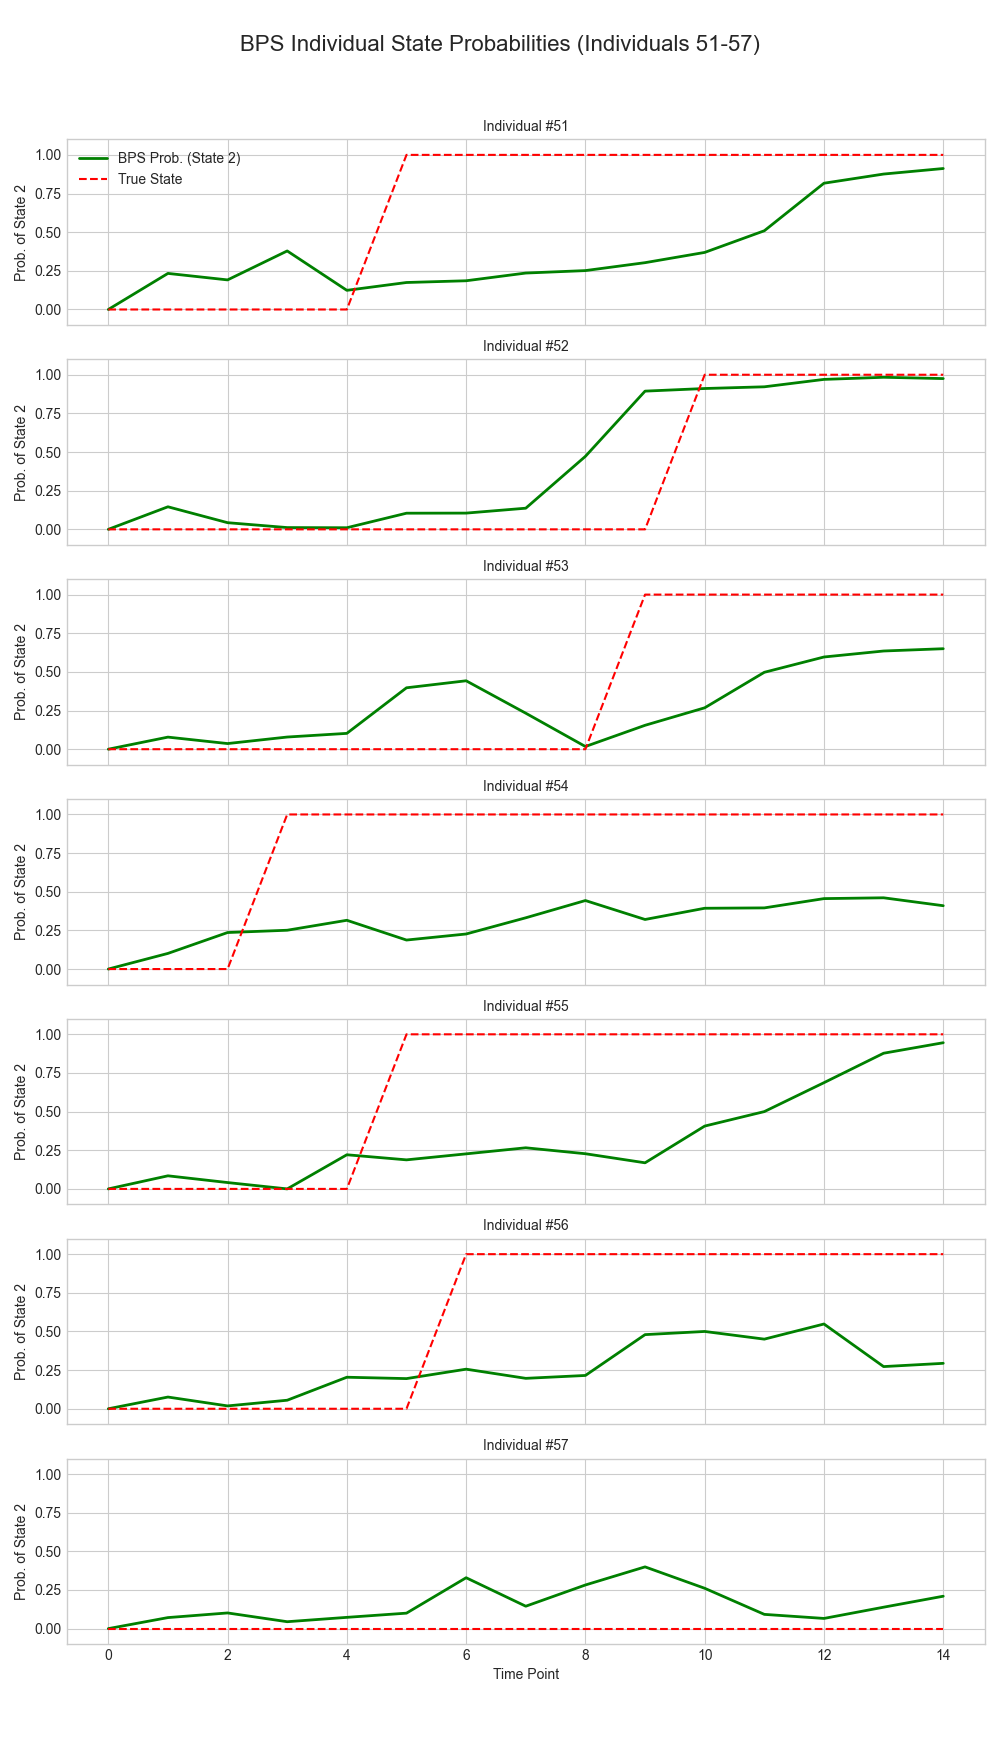 BPS Individual State Probabilities (Individuals 51-57)
Individual #51
1.00
0.75
0.50
0.25
0.00
Prob. of State 2
BPS Prob. (State 2)
True State
Individual #52
1.00
0.75
0.50
0.25
0.00
Prob. of State 2
Individual #53
1.00
0.75
0.50
0.25
0.00
Prob. of State 2
Individual #54
1.00
0.75
0.50
0.25
0.00
Prob. of State 2
Individual #55
1.00
0.75
0.50
0.25
0.00
Prob. of State 2
Individual #56
1.00
0.75
0.50
0.25
0.00
Prob. of State 2
Individual #57
1.00
0.75
0.50
0.25
0.00
Prob. of State 2
0 2 4 6 8 10 12 14
Time Point